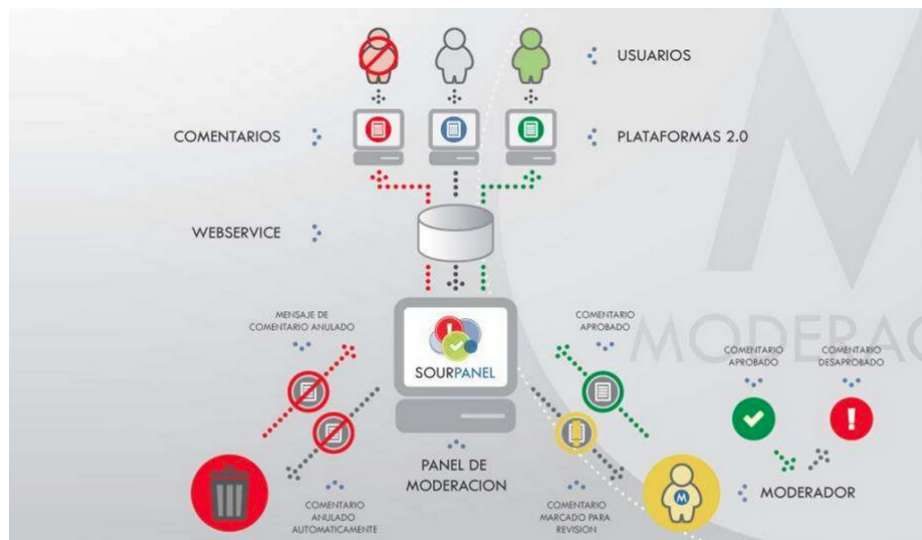 USUARIOS
COMENTARIOS
PLATAFORMAS 2.0
WEBSERVICE
MENSAJE DE
COMENTARIO ANULADO
COMENTARIO
APROBADO
M
MODERAC
COMENTARIO
APROBADO
COMENTARIO
DESAPROBADO
SOURPANEL
PANEL DE
MODERACION
M
MODERADOR
COMENTARIO
ANULADO
AUTOMATICAMENTE
COMENTARIO
MARCADO PARA
REVISIÓN